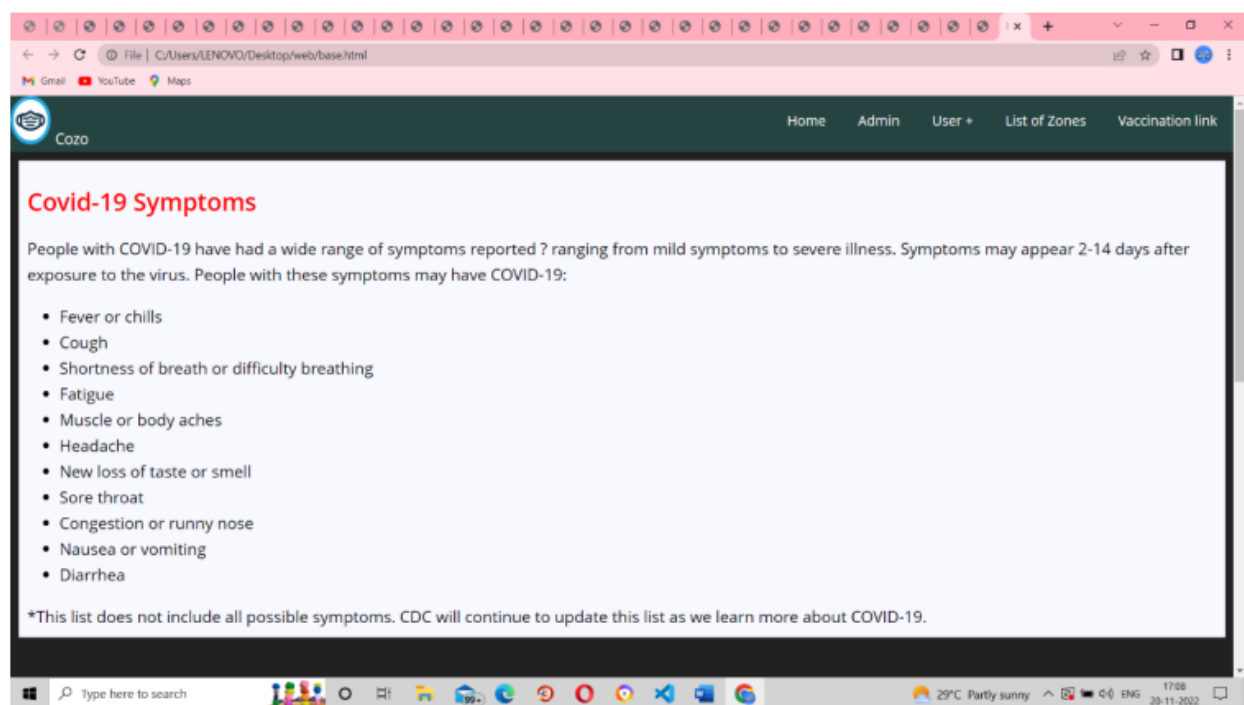 File | C:/Users/LENOVO/Desktop/web/base.html
Gmail YouTube Maps
Cozo Home Admin User + List of Zones Vaccination link
Covid-19 Symptoms
People with COVID-19 have had a wide range of symptoms reported ? ranging from mild symptoms to severe illness. Symptoms may appear 2-14 days after
exposure to the virus. People with these symptoms may have COVID-19:
• Fever or chills
• Cough
• Shortness of breath or difficulty breathing
• Fatigue
• Muscle or body aches
• Headache
• New loss of taste or smell
• Sore throat
• Congestion or runny nose
• Nausea or vomiting
• Diarrhea
*This list does not include all possible symptoms. CDC will continue to update this list as we learn more about COVID-19.
Type here to search 99+ 29°C Partly sunny ENG 17:08
20-11-2022